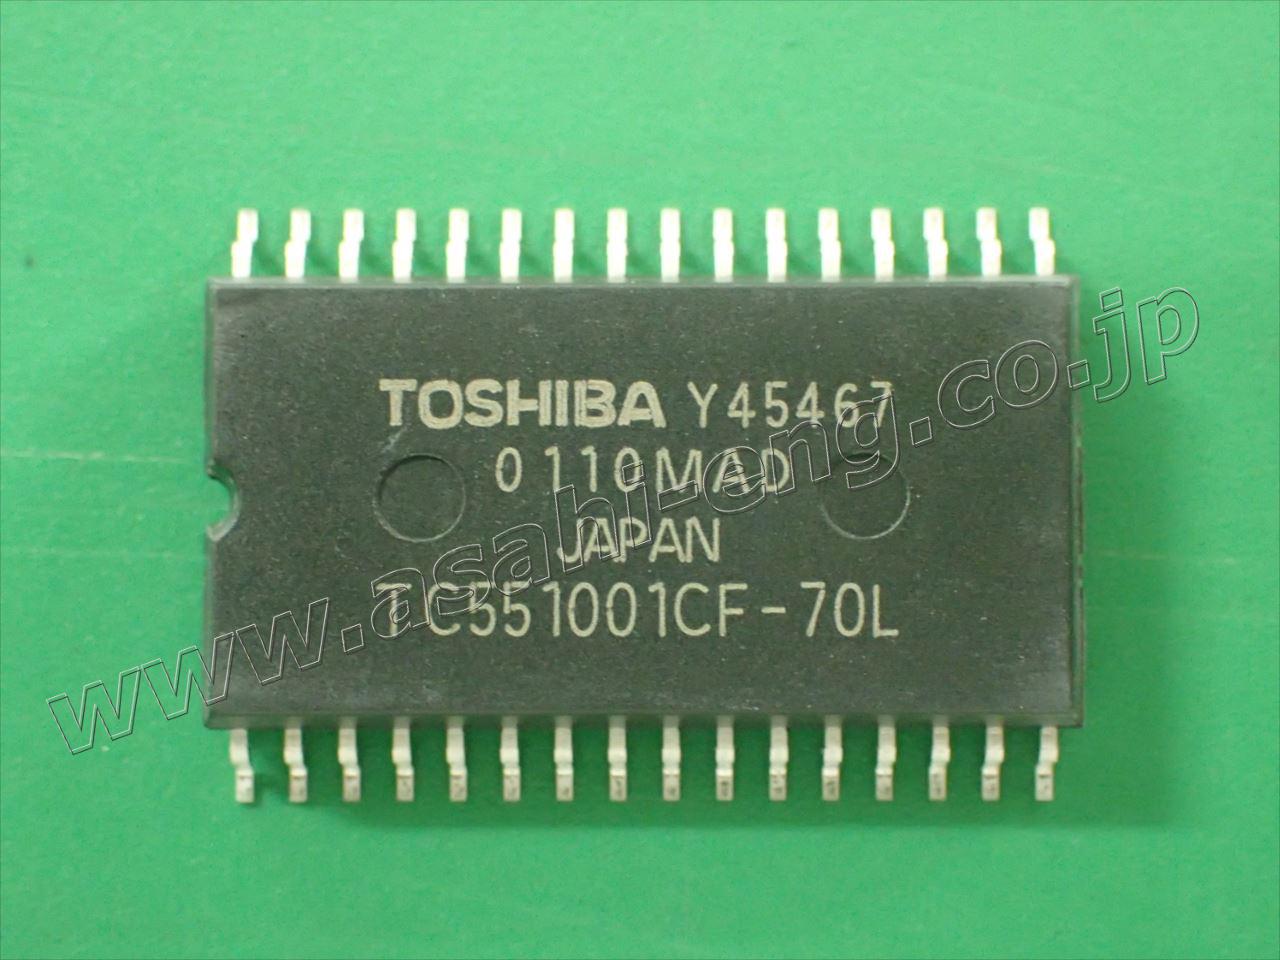 TOSHIBA Y45467
0110MAD
JAPAN
TC551001CF-70L
www.asahi-eng.co.jp